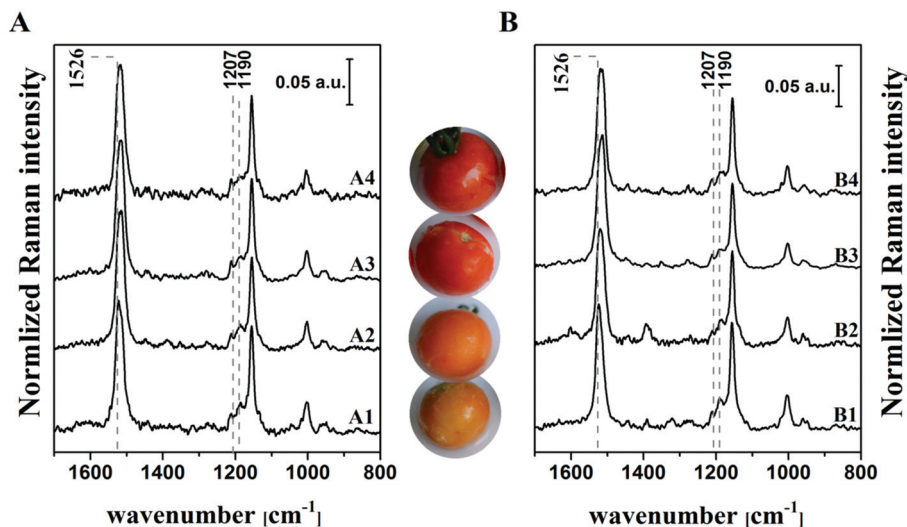 A
B
1526
1207
1190
0.05 a.u.
1526
1207
1190
0.05 a.u.
Normlized Raman intensity
A4
A3
A2
A1
B4
B3
B2
B1
Normlized Raman intensity
1600 1400 1200 1000 800
1600 1400 1200 1000 800
wavenumber [cm⁻¹]
wavenumber [cm⁻¹]